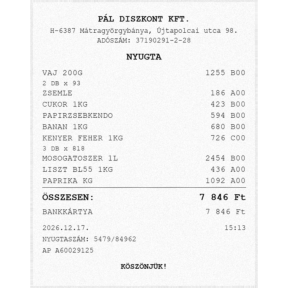 PÁL DISZKONT KFT.
H-6387 Mátragyörgybánya, Újtapolcai utca 98.
ADÓSZÁM: 37190291-2-28
NYUGTA
VAJ 200G 1255 B00
2 DB x 93
ZSEMLE 186 A00
CUKOR 1KG 423 B00
PAPIRZSEBKENDO 594 B00
BANAN 1KG 680 B00
KENYER FEHER 1KG 726 C00
3 DB x 818
MOSOGATOSZER 1L 2454 B00
LISZT BL55 1KG 436 A00
PAPRIKA KG 1092 A00
ÖSSZESEN: 7 846 Ft
BANKKÁRTYA 7 846 Ft
2026.12.17. 15:13
NYUGTASZÁM: 5479/84962
AP A60029125
KÖSZÖNJÜK!